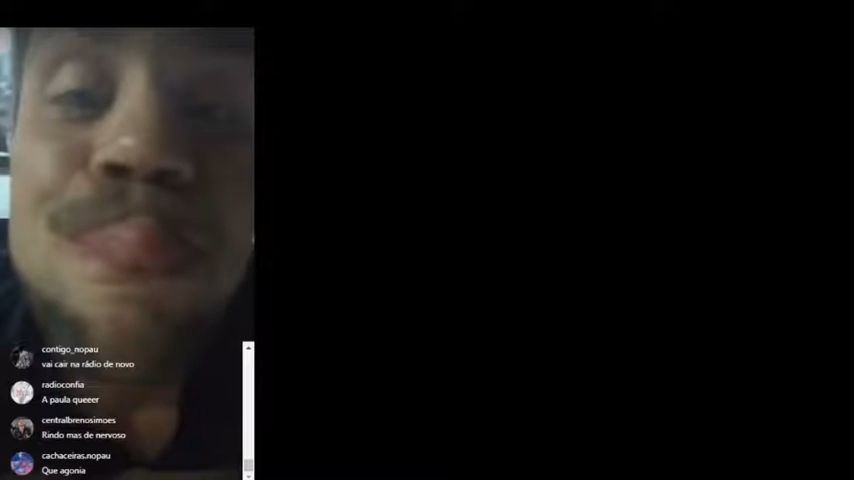 contigo_nopau
vai cair na rádio de novo
radioconfia
A paula queeer
centralbrenosimoes
Rindo mas de nervoso
cachaceiras.nopau
Que agonia